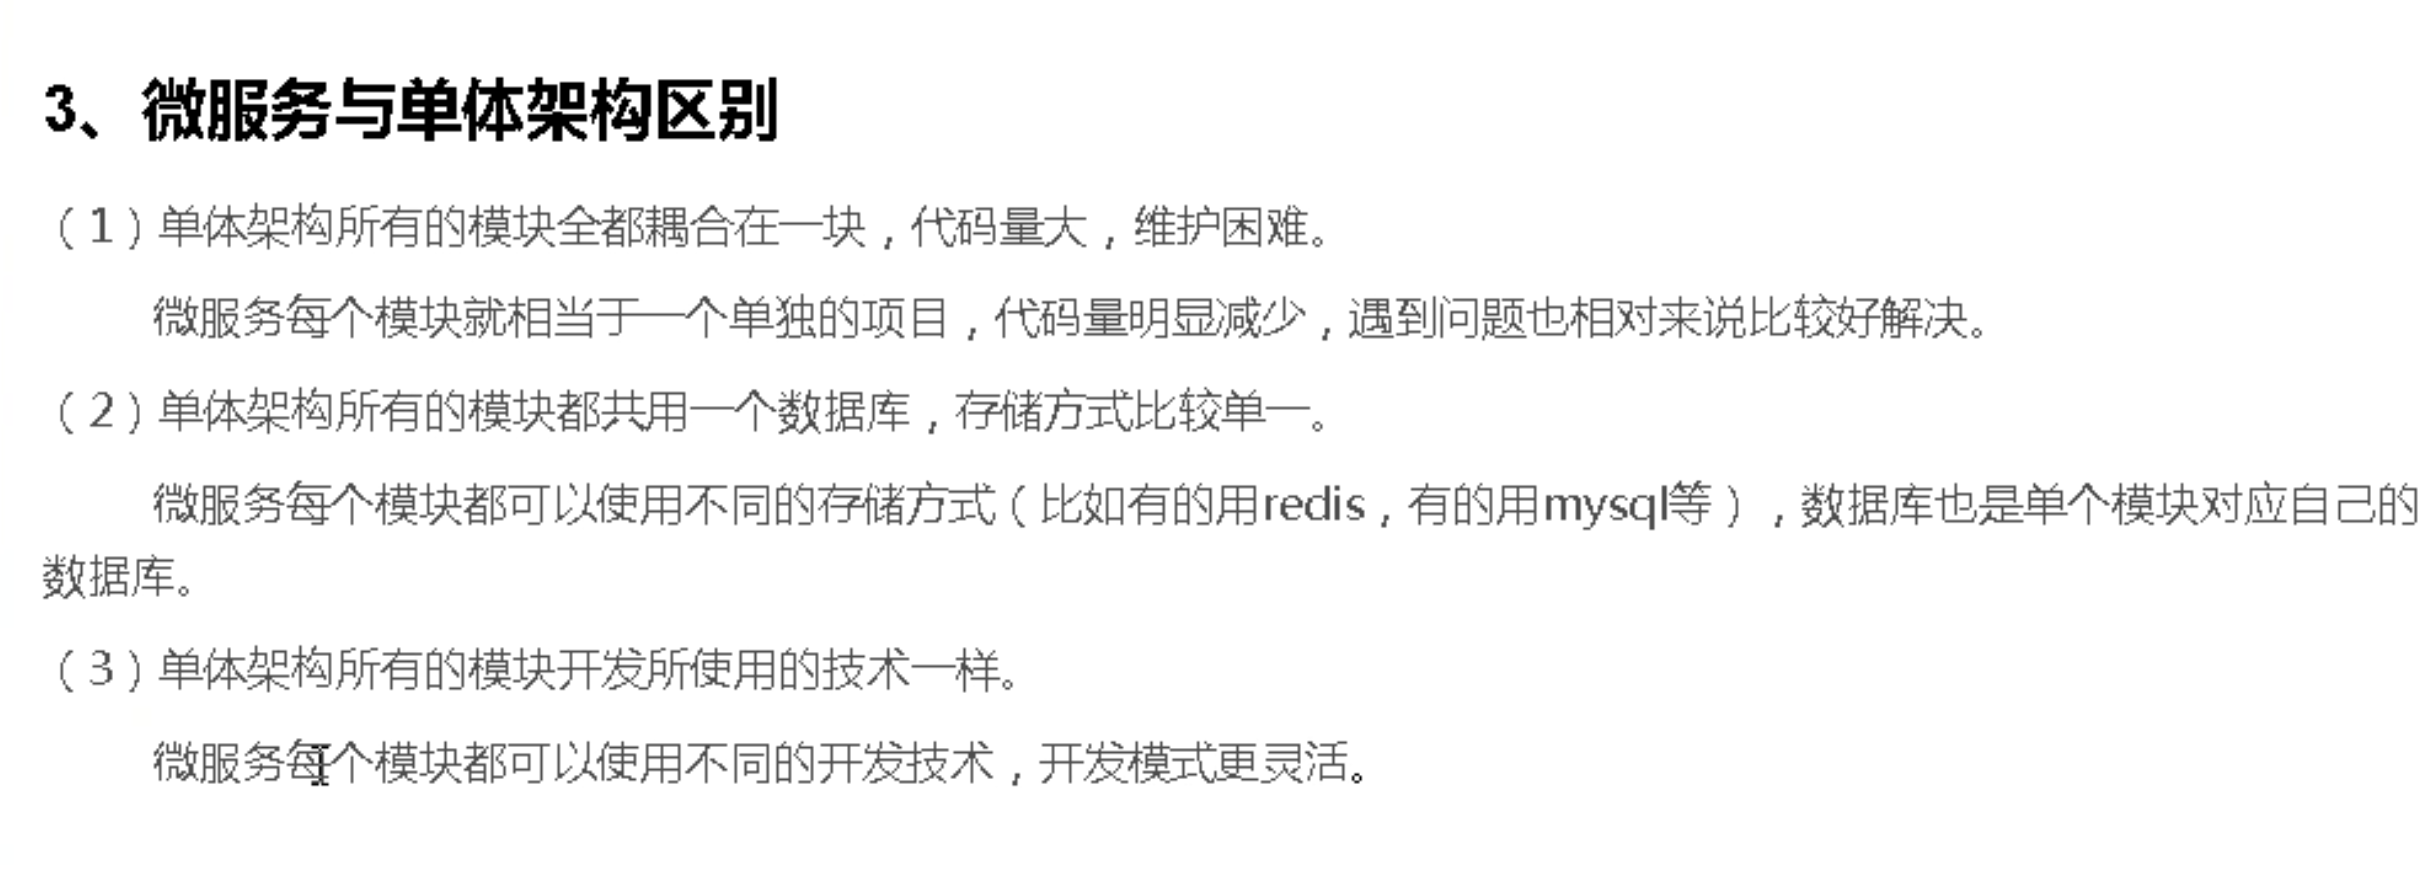 3、微服务与单体架构区别
（1）单体架构所有的模块全都耦合在一块，代码量大，维护困难。
微服务每个模块就相当于一个单独的项目，代码量明显减少，遇到问题也相对来说比较好解决。
（2）单体架构所有的模块都共用一个数据库，存储方式比较单一。
微服务每个模块都可以使用不同的存储方式（比如有的用redis，有的用mysql等），数据库也是单个模块对应自己的
数据库。
（3）单体架构所有的模块开发所使用的技术一样。
微服务每个模块都可以使用不同的开发技术，开发模式更灵活。